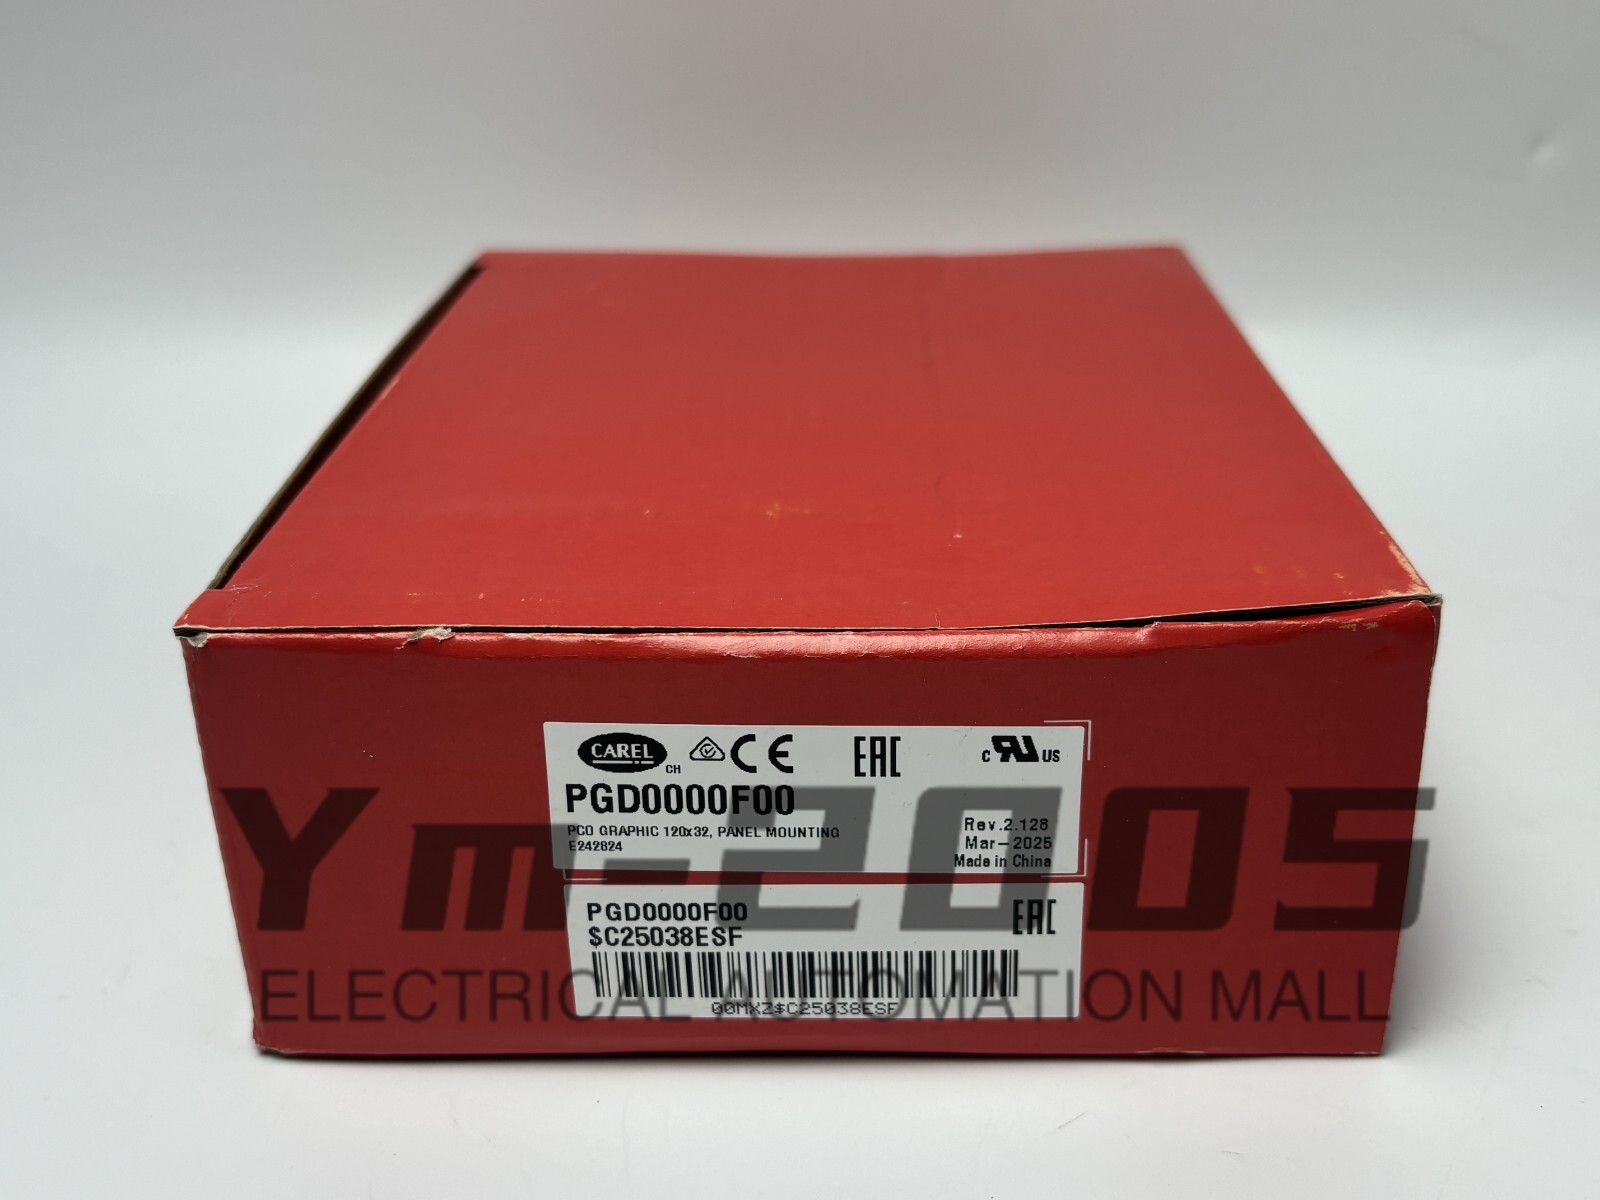 CAREL
CH
CE
EAC
c RU US
PGD0000F00
PCO GRAPHIC 120x32, PANEL MOUNTING
E242824
Rev.2.128
Mar-2025
Made in China
Ym-2005
PGD0000F00
$C25038ESF
EAC
ELECTRICAL AUTOMATION MALL
00MXZ$C25038ESF